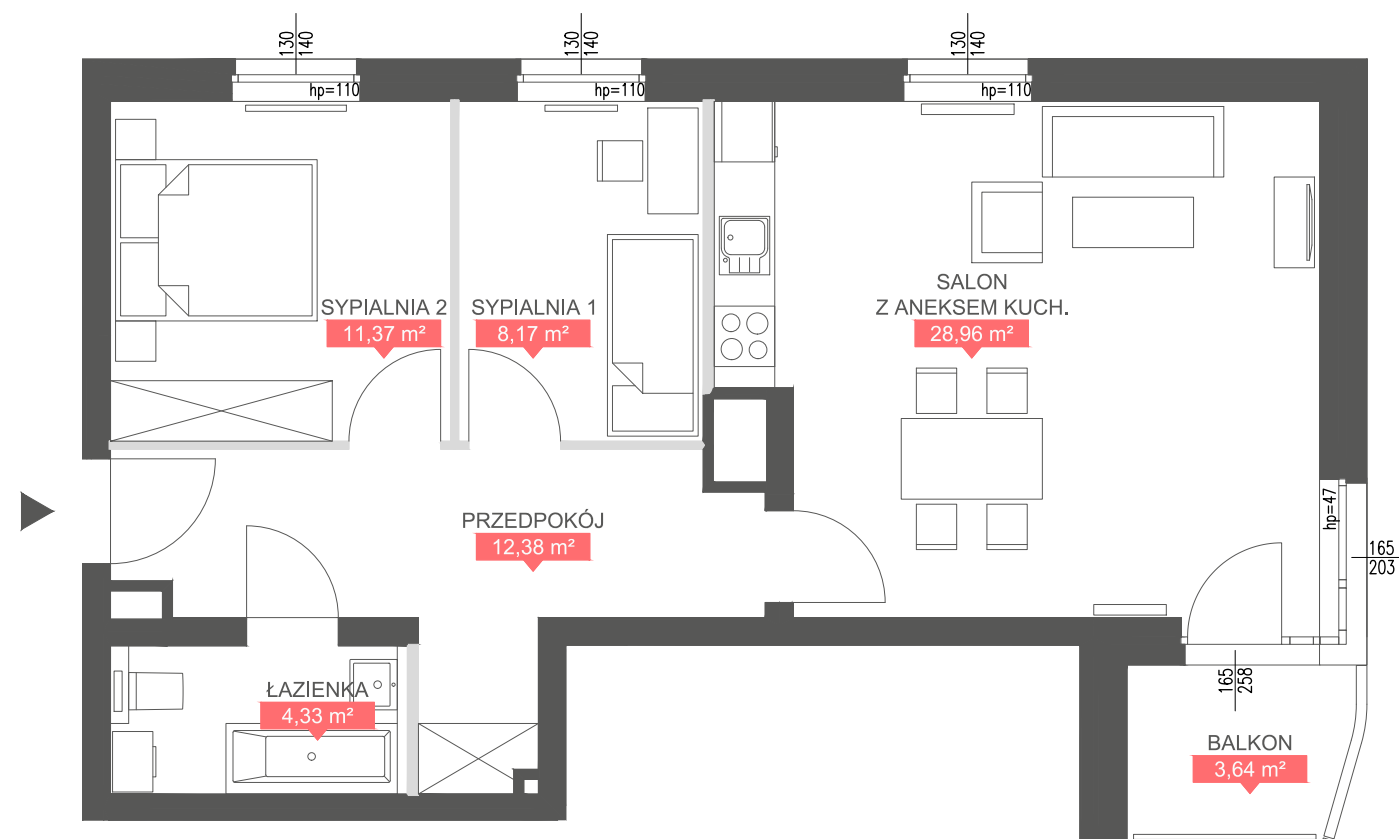 130
140
130
140
130
140
hp=110
hp=110
hp=110
SYPIALNIA 2
11,37 m²
SYPIALNIA 1
8,17 m²
SALON
Z ANEKSEM KUCH.
28,96 m²
hp=47
PRZEDPOKÓJ
12,38 m²
165
203
ŁAZIENKA
4,33 m²
165
258
BALKON
3,64 m²